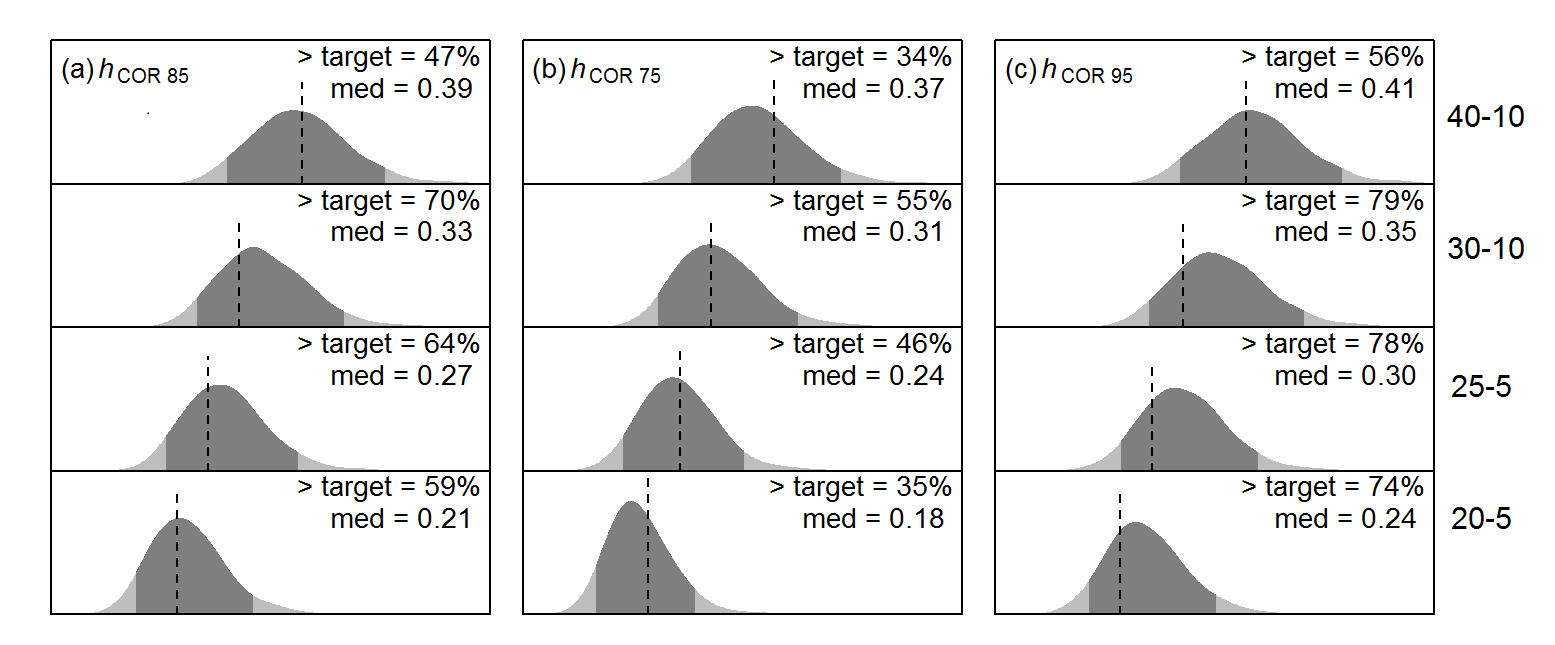 (a) h COR 85
> target = 47%
med = 0.39
(b) h COR 75
> target = 34%
med = 0.37
(c) h COR 95
> target = 56%
med = 0.41
40-10
> target = 70%
med = 0.33
> target = 55%
med = 0.31
> target = 79%
med = 0.35
30-10
> target = 64%
med = 0.27
> target = 46%
med = 0.24
> target = 78%
med = 0.30
25-5
> target = 59%
med = 0.21
> target = 35%
med = 0.18
> target = 74%
med = 0.24
20-5